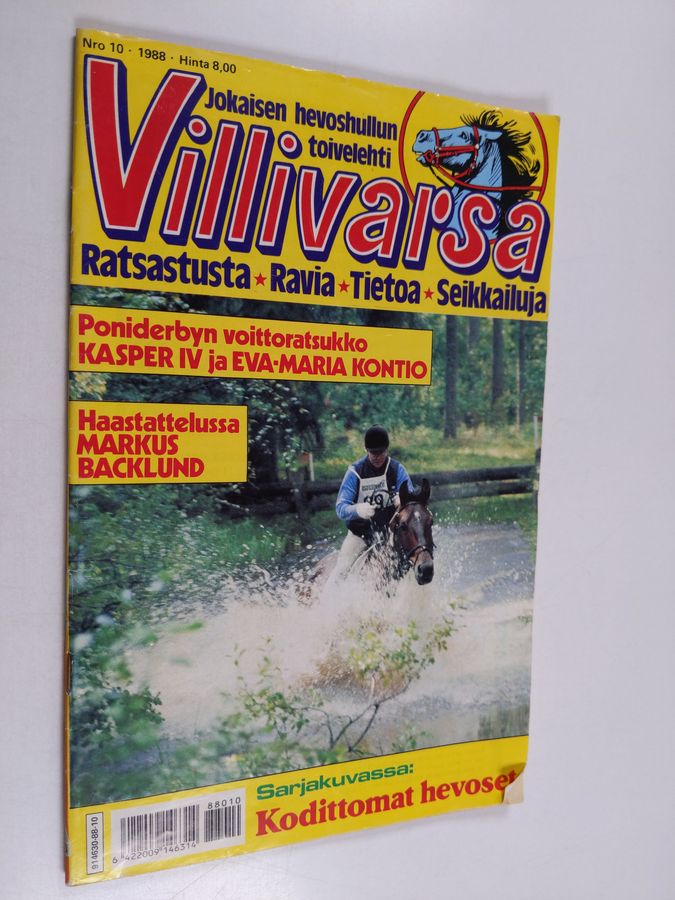 Nro 10 · 1988 · Hinta 8,00
Jokaisen hevoshullun
toivelehti
Villivarsa
Ratsastusta ★ Ravia ★ Tietoa ★ Seikkailuja
Poniderbyn voittoratsukko
KASPER IV ja EVA-MARIA KONTIO
Haastattelussa
MARKUS
BACKLUND
Sarjakuvassa:
Kodittomat hevoset
914630-88-10
88010
6 422009 146314